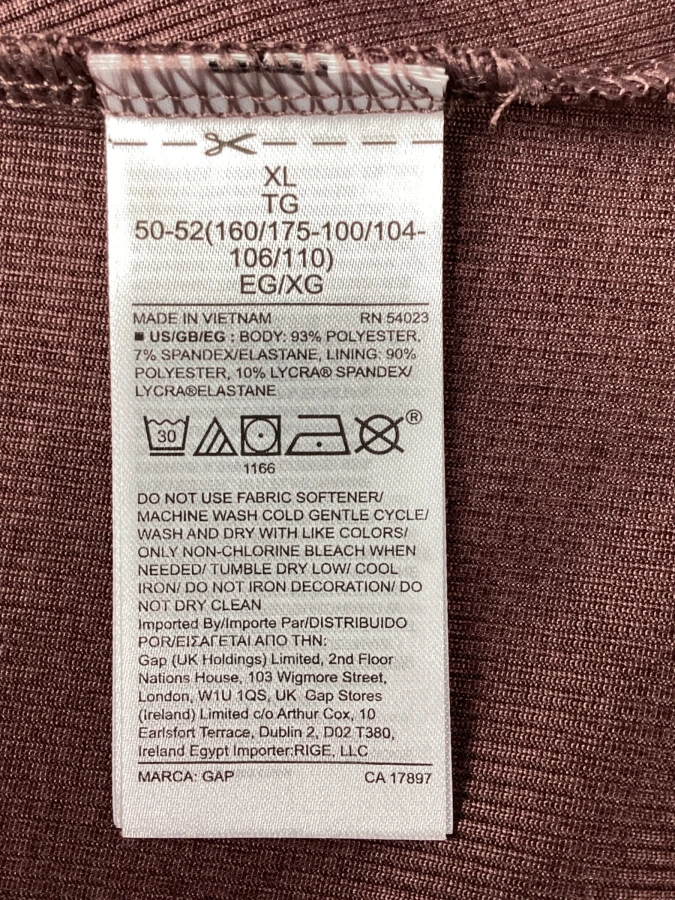 XL
TG
50-52(160/175-100/104-
106/110)
EG/XG
MADE IN VIETNAM RN 54023
■ US/GB/EG : BODY: 93% POLYESTER,
7% SPANDEX/ELASTANE, LINING: 90%
POLYESTER, 10% LYCRA® SPANDEX/
LYCRA®ELASTANE
30 ®
1166
DO NOT USE FABRIC SOFTENER/
MACHINE WASH COLD GENTLE CYCLE/
WASH AND DRY WITH LIKE COLORS/
ONLY NON-CHLORINE BLEACH WHEN
NEEDED/ TUMBLE DRY LOW/ COOL
IRON/ DO NOT IRON DECORATION/ DO
NOT DRY CLEAN
Imported By/Importe Par/DISTRIBUIDO
POR/ΕΙΣΑΓΕΤΑΙ ΑΠΟ ΤΗΝ:
Gap (UK Holdings) Limited, 2nd Floor
Nations House, 103 Wigmore Street,
London, W1U 1QS, UK Gap Stores
(Ireland) Limited c/o Arthur Cox, 10
Earlsfort Terrace, Dublin 2, D02 T380,
Ireland Egypt Importer:RIGE, LLC
MARCA: GAP CA 17897